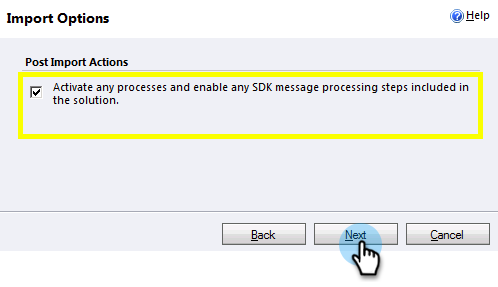 Import Options
Help
Post Import Actions
Activate any processes and enable any SDK message processing steps included in
the solution.
Back
Next
Cancel